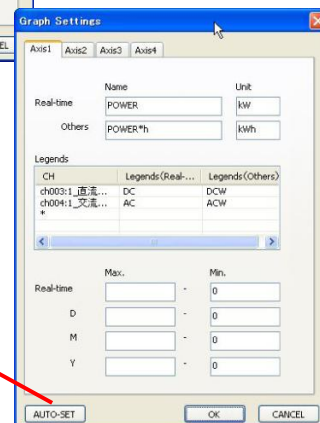 EL
Graph Settings
Axis1 Axis2 Axis3 Axis4
Name Unit
Real-time POWER kW
Others POWER*h kWh
Legends
CH Legends(Real-... Legends(Others)
ch003:1_直流... DC DCW
ch004:1_交流... AC ACW
*
Max. Min.
Real-time - 0
D - 0
M - 0
Y - 0
AUTO-SET OK CANCEL